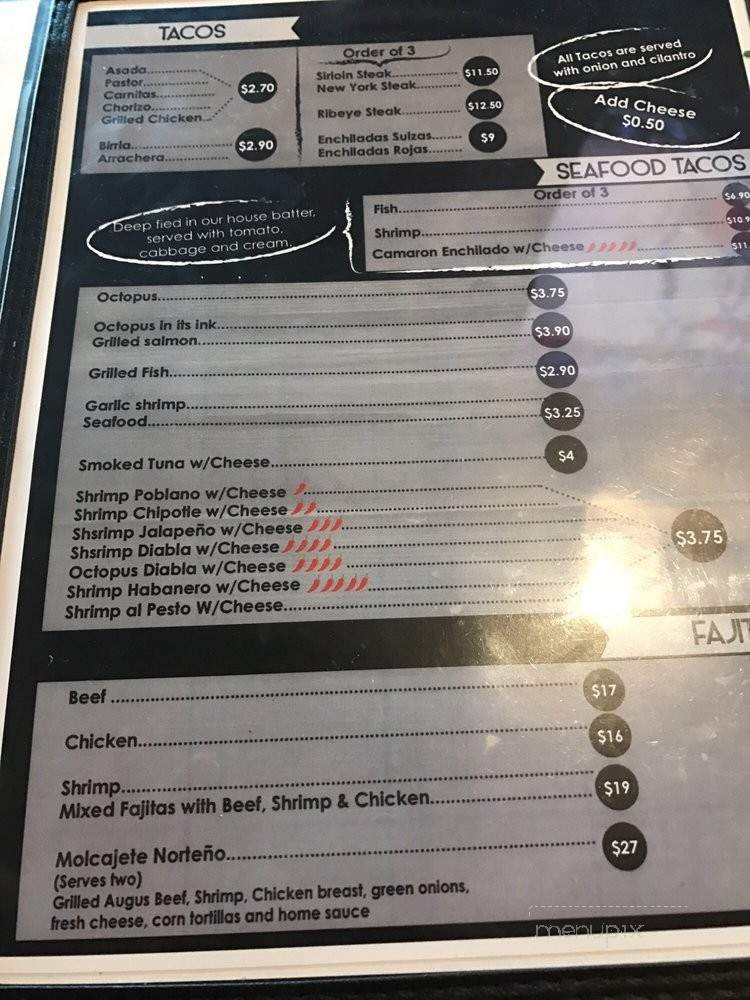 TACOS
Asada
Pastor
Carnitas
Chorizo
Grilled Chicken
$2.70
Birria
Arrachera
$2.90
Order of 3
Sirloin Steak
New York Steak
$11.50
Ribeye Steak
$12.50
Enchiladas Suizas
Enchiladas Rojas
$9
All Tacos are served
with onion and cilantro
Add Cheese
$0.50
SEAFOOD TACOS
Order of 3
Deep fied in our house batter,
served with tomato,
cabbage and cream.
Fish
$6.90
Shrimp
$10.9
Camaron Enchilado w/Cheese
$11.
Octopus
$3.75
Octopus in its ink
Grilled salmon
$3.90
Grilled Fish
$2.90
Garlic shrimp
Seafood
$3.25
Smoked Tuna w/Cheese
$4
Shrimp Poblano w/Cheese
Shrimp Chipotle w/Cheese
Shsrimp Jalapeño w/Cheese
Shsrimp Diabla w/Cheese
Octopus Diabla w/Cheese
Shrimp Habanero w/Cheese
Shrimp al Pesto W/Cheese
$3.75
FAJIT
Beef
$17
Chicken
$16
Shrimp
Mixed Fajitas with Beef, Shrimp & Chicken
$19
Molcajete Norteño
$27
(Serves two)
Grilled Augus Beef, Shrimp, Chicken breast, green onions,
fresh cheese, corn tortillas and home sauce
menupix